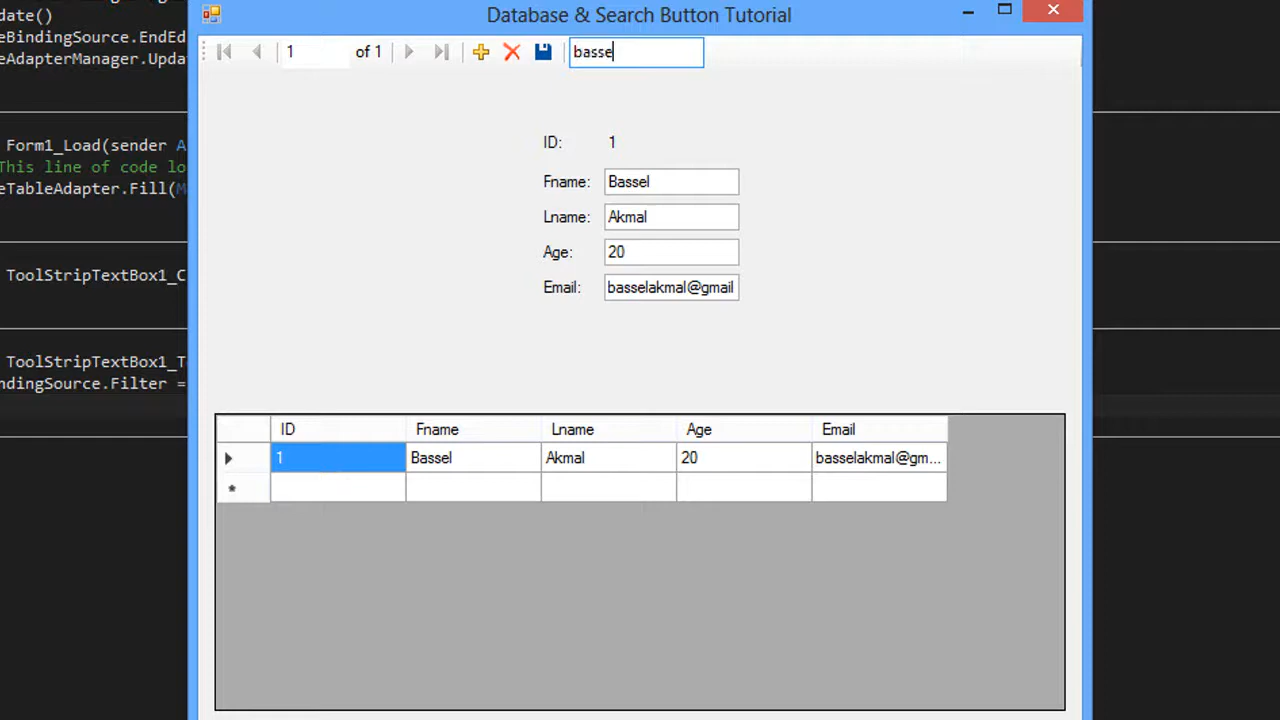 date()
eBindingSource.EndEd
eAdapterManager.Upda
Form1_Load(sender A
This line of code lo
eTableAdapter.Fill(M
ToolStripTextBox1_C
ToolStripTextBox1_T
ndingSource.Filter =
Database & Search Button Tutorial
1 of 1 basse
ID: 1
Fname: Bassel
Lname: Akmal
Age: 20
Email: basselakmal@gmail
ID Fname Lname Age Email
1 Bassel Akmal 20 basselakmal@gm...